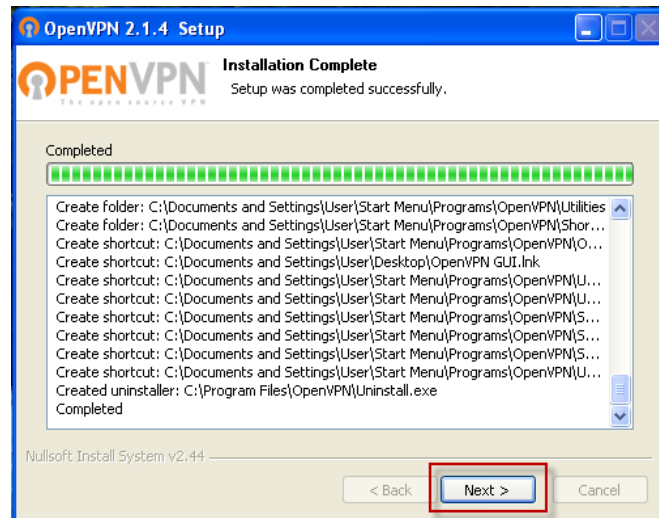 OpenVPN 2.1.4 Setup
OPENVPN
The open source VPN
Installation Complete
Setup was completed successfully.
Completed
Create folder: C:\Documents and Settings\User\Start Menu\Programs\OpenVPN\Utilities
Create folder: C:\Documents and Settings\User\Start Menu\Programs\OpenVPN\Shor...
Create shortcut: C:\Documents and Settings\User\Start Menu\Programs\OpenVPN\O...
Create shortcut: C:\Documents and Settings\User\Desktop\OpenVPN GUI.lnk
Create shortcut: C:\Documents and Settings\User\Start Menu\Programs\OpenVPN\U...
Create shortcut: C:\Documents and Settings\User\Start Menu\Programs\OpenVPN\U...
Create shortcut: C:\Documents and Settings\User\Start Menu\Programs\OpenVPN\S...
Create shortcut: C:\Documents and Settings\User\Start Menu\Programs\OpenVPN\S...
Create shortcut: C:\Documents and Settings\User\Start Menu\Programs\OpenVPN\S...
Create shortcut: C:\Documents and Settings\User\Start Menu\Programs\OpenVPN\U...
Created uninstaller: C:\Program Files\OpenVPN\Uninstall.exe
Completed
Nullsoft Install System v2.44
< Back
Next >
Cancel